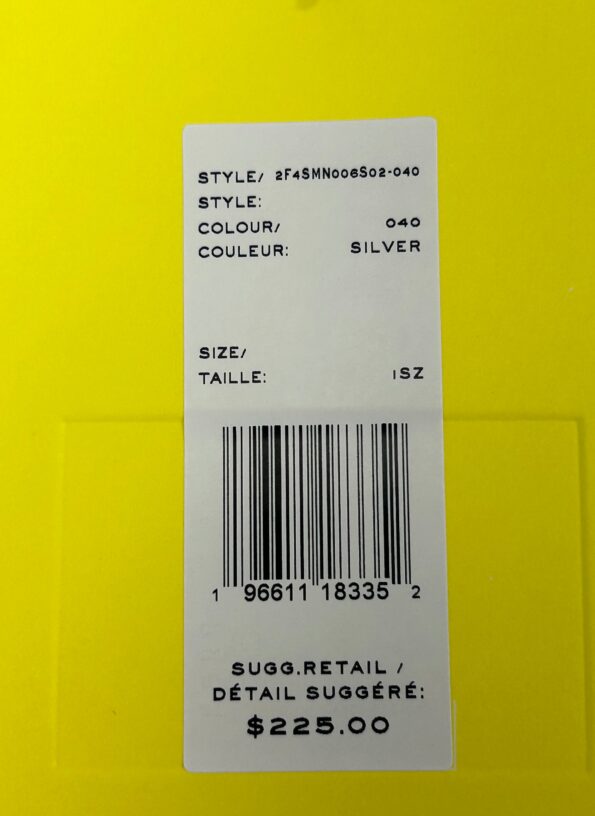 STYLE/ 2F4SMN006S02-040
STYLE:
COLOUR/ 040
COULEUR: SILVER
SIZE/
TAILLE: 1SZ
1 96611 18335 2
SUGG.RETAIL /
DÉTAIL SUGGÉRÉ:
$225.00